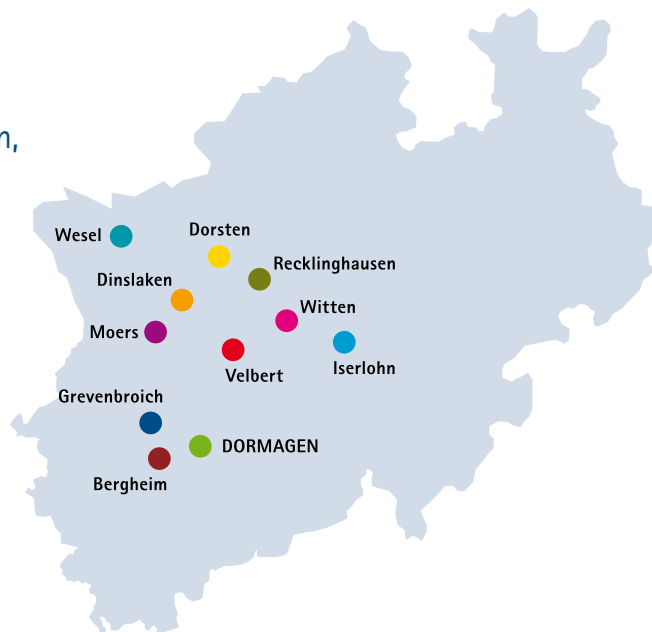 n,
Wesel
Dorsten
Recklinghausen
Dinslaken
Witten
Moers
Iserlohn
Velbert
Grevenbroich
DORMAGEN
Bergheim